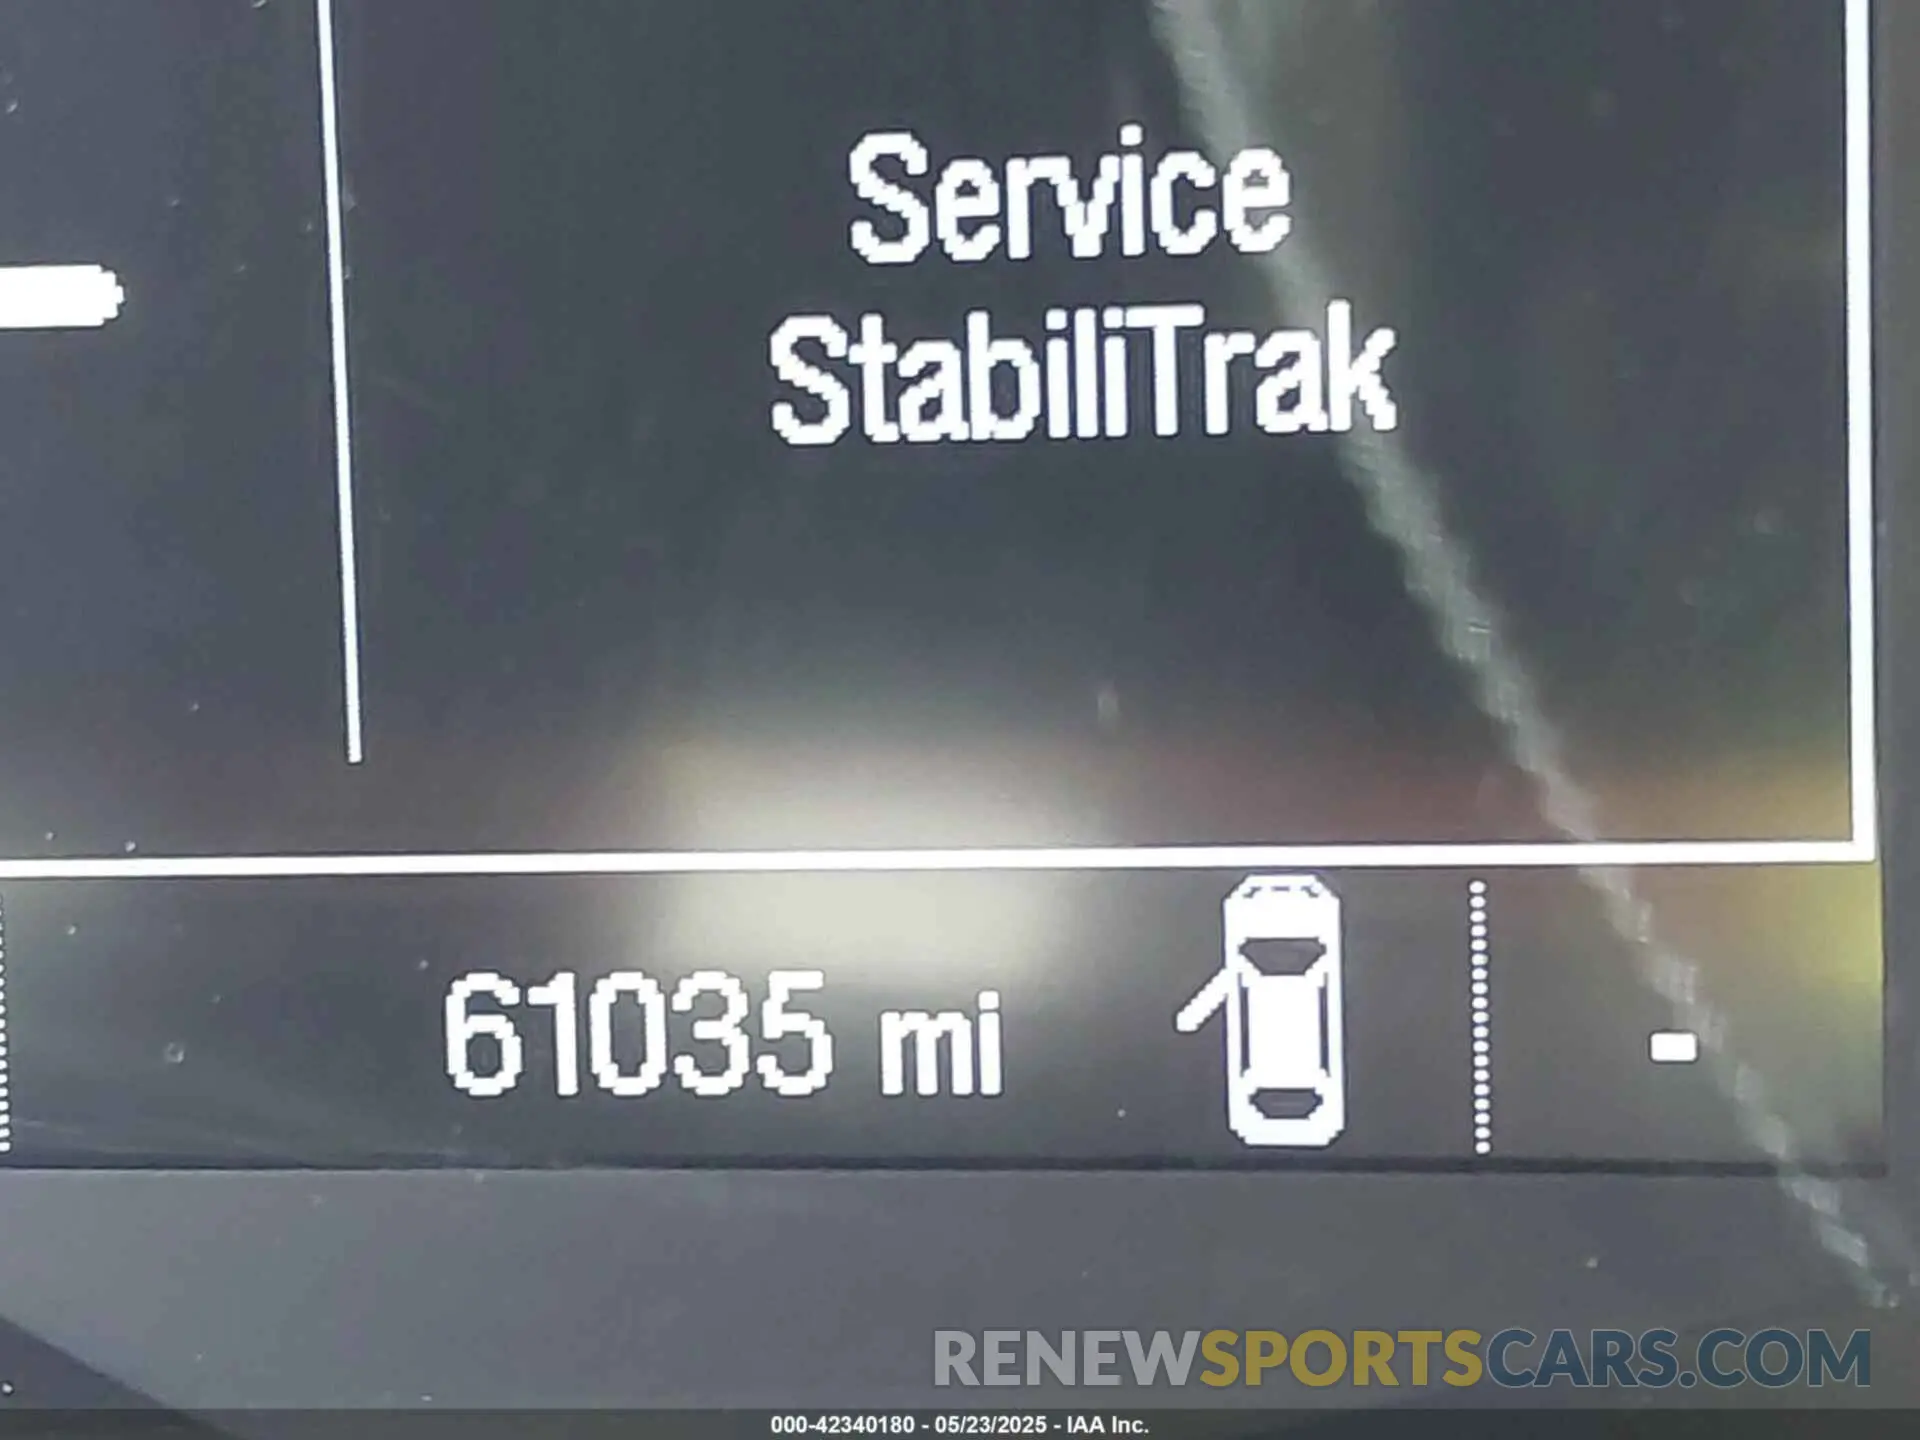 Service
StabiliTrak
61035 mi
RENEWSPORTSCARS.COM
000-42340180 - 05/23/2025 - IAA Inc.